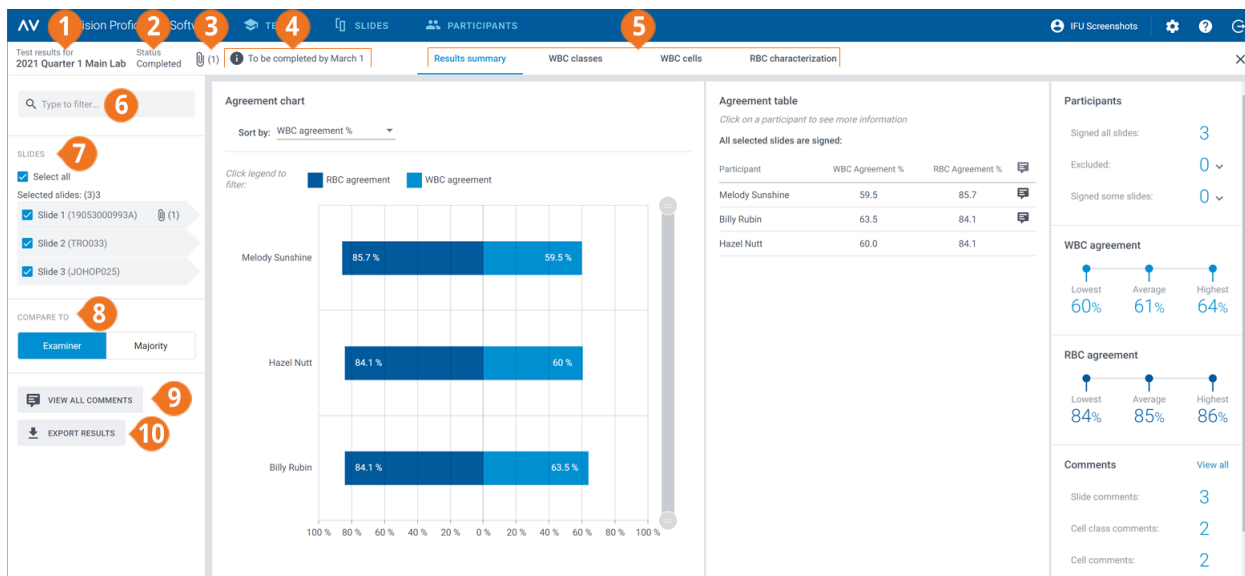 AV
ision Profic
Softw
TE
SLIDES
PARTICIPANTS
IFU Screenshots
1
2
3
4
5
Test results for
2021 Quarter 1 Main Lab
Status
Completed
(1)
To be completed by March 1
Results summary
WBC classes
WBC cells
RBC characterization
Type to filter...
6
SLIDES
7
Select all
Selected slides: (3)3
Slide 1 (19053000993A)
(1)
Slide 2 (TRO033)
Slide 3 (JOHOP025)
COMPARE TO
8
Examiner
Majority
VIEW ALL COMMENTS
9
EXPORT RESULTS
10
Agreement chart
Sort by: WBC agreement %
Click legend to
filter:
RBC agreement
WBC agreement
Melody Sunshine
85.7 %
59.5 %
Hazel Nutt
84.1 %
60 %
Billy Rubin
84.1 %
63.5 %
100 % 80 % 60 % 40 % 20 % 0 % 20 % 40 % 60 % 80 % 100 %
Agreement table
Click on a participant to see more information
All selected slides are signed:
Participant WBC Agreement % RBC Agreement %
Melody Sunshine 59.5 85.7
Billy Rubin 63.5 84.1
Hazel Nutt 60.0 84.1
Participants
Signed all slides: 3
Excluded: 0
Signed some slides: 0
WBC agreement
Lowest Average Highest
60% 61% 64%
RBC agreement
Lowest Average Highest
84% 85% 86%
Comments View all
Slide comments: 3
Cell class comments: 2
Cell comments: 2